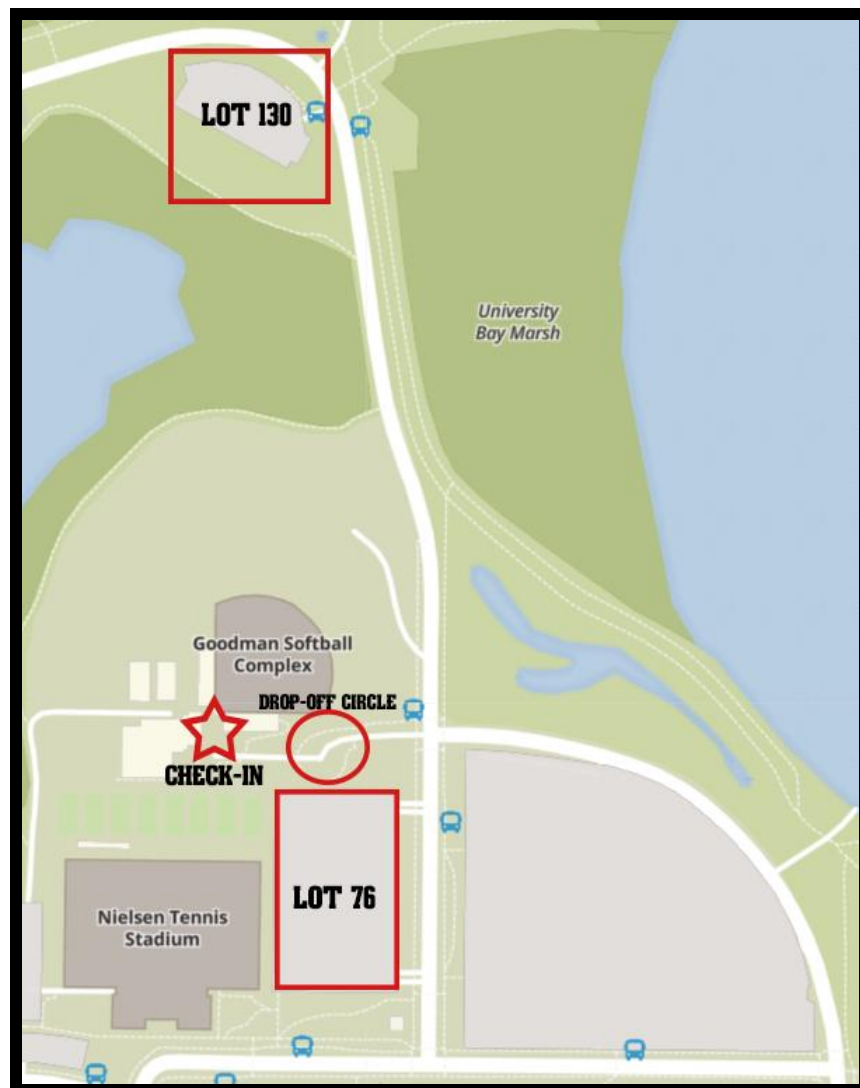 LOT 130
University
Bay Marsh
Goodman Softball
Complex
DROP-OFF CIRCLE
CHECK-IN
LOT 76
Nielsen Tennis
Stadium